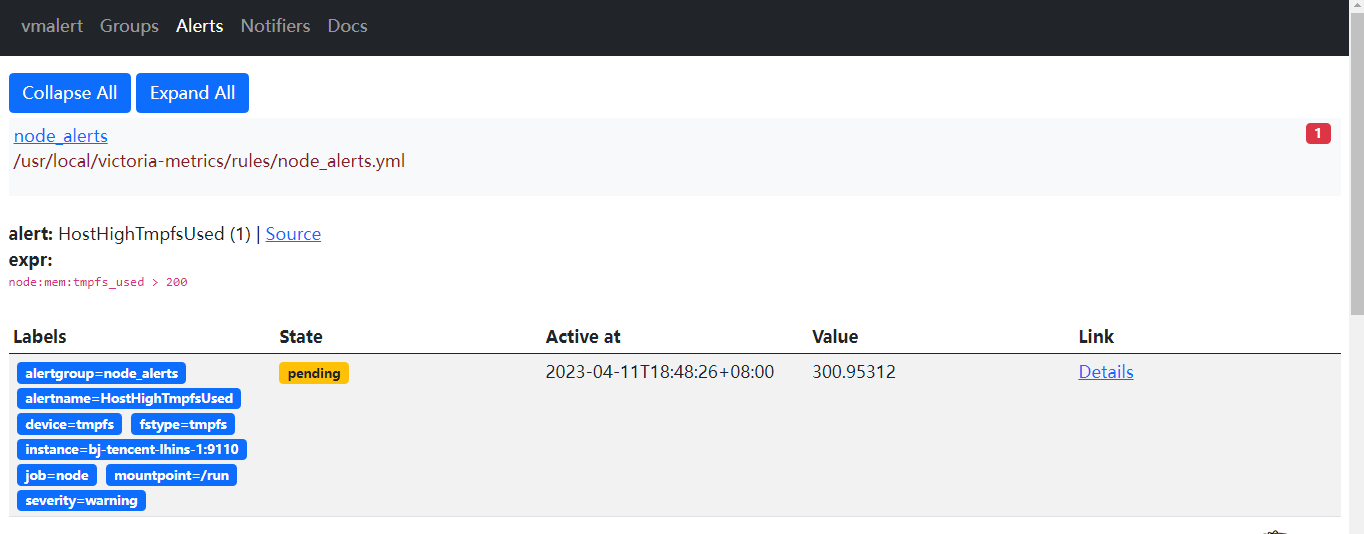 vmalert Groups Alerts Notifiers Docs
Collapse All Expand All
node_alerts 1
/usr/local/victoria-metrics/rules/node_alerts.yml
alert: HostHighTmpfsUsed (1) | Source
expr:
node:mem:tmpfs_used > 200
Labels State Active at Value Link
alertgroup=node_alerts pending 2023-04-11T18:48:26+08:00 300.95312 Details
alertname=HostHighTmpfsUsed
device=tmpfs fstype=tmpfs
instance=bj-tencent-lhins-1:9110
job=node mountpoint=/run
severity=warning